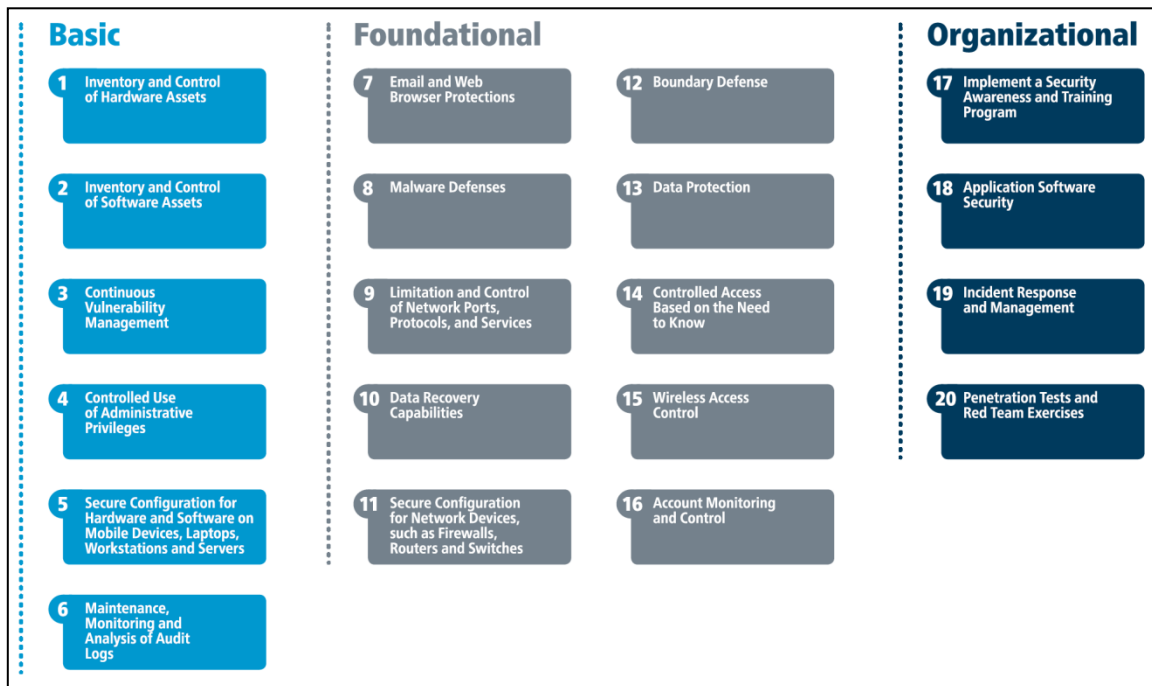 Basic
1 Inventory and Control
of Hardware Assets
2 Inventory and Control
of Software Assets
3 Continuous
Vulnerability
Management
4 Controlled Use
of Administrative
Privileges
5 Secure Configuration for
Hardware and Software on
Mobile Devices, Laptops,
Workstations and Servers
6 Maintenance,
Monitoring and
Analysis of Audit
Logs
Foundational
7 Email and Web
Browser Protections
8 Malware Defenses
9 Limitation and Control
of Network Ports,
Protocols, and Services
10 Data Recovery
Capabilities
11 Secure Configuration
for Network Devices,
such as Firewalls,
Routers and Switches
12 Boundary Defense
13 Data Protection
14 Controlled Access
Based on the Need
to Know
15 Wireless Access
Control
16 Account Monitoring
and Control
Organizational
17 Implement a Security
Awareness and Training
Program
18 Application Software
Security
19 Incident Response
and Management
20 Penetration Tests and
Red Team Exercises